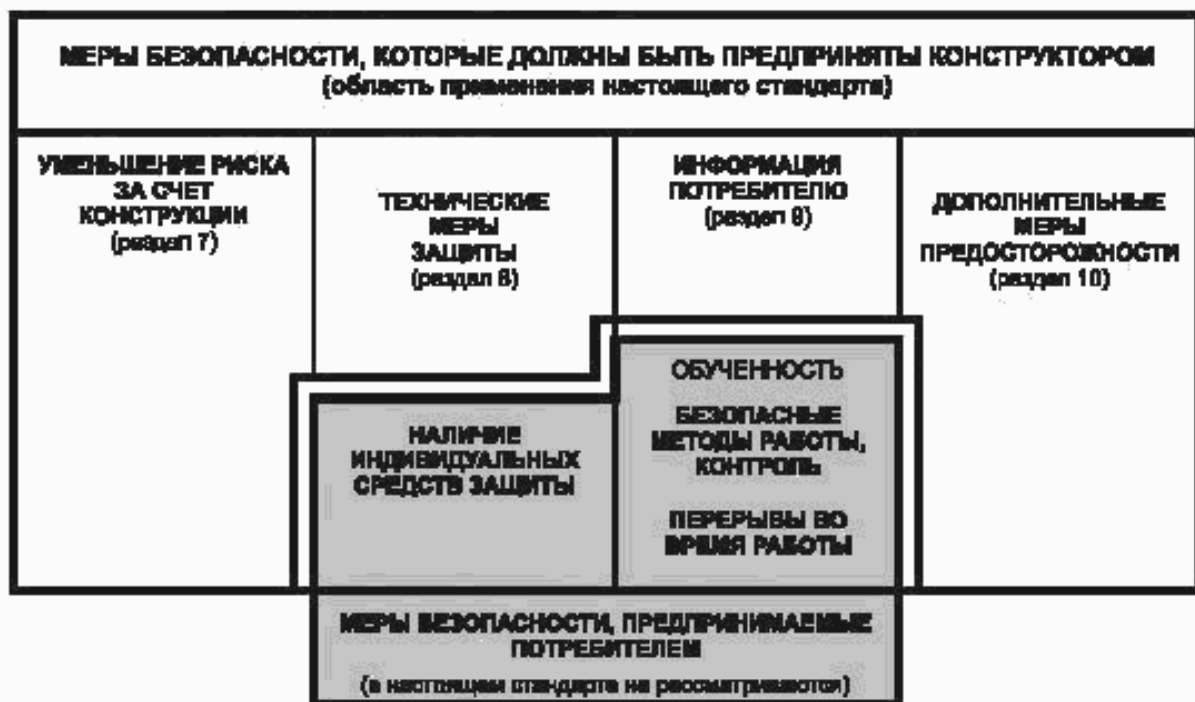 МЕРЫ БЕЗОПАСНОСТИ, КОТОРЫЕ ДОЛЖНЫ БЫТЬ ПРЕДПРИНЯТЫ КОНСТРУКТОРОМ
(область применения настоящего стандарта)
УМЕНЬШЕНИЕ РИСКА
ЗА СЧЕТ
КОНСТРУКЦИИ
(раздел 7)
ТЕХНИЧЕСКИЕ
МЕРЫ
ЗАЩИТЫ
(раздел 8)
ИНФОРМАЦИЯ
ПОТРЕБИТЕЛЮ
(раздел 9)
ДОПОЛНИТЕЛЬНЫЕ
МЕРЫ
ПРЕДОСТОРОЖНОСТИ
(раздел 10)
НАЛИЧИЕ
ИНДИВИДУАЛЬНЫХ
СРЕДСТВ ЗАЩИТЫ
ОБУЧЕННОСТЬ
БЕЗОПАСНЫЕ
МЕТОДЫ РАБОТЫ,
КОНТРОЛЬ
ПЕРЕРЫВЫ ВО
ВРЕМЯ РАБОТЫ
МЕРЫ БЕЗОПАСНОСТИ, ПРЕДПРИНИМАЕМЫЕ
ПОТРЕБИТЕЛЕМ
(в настоящем стандарте не рассматриваются)